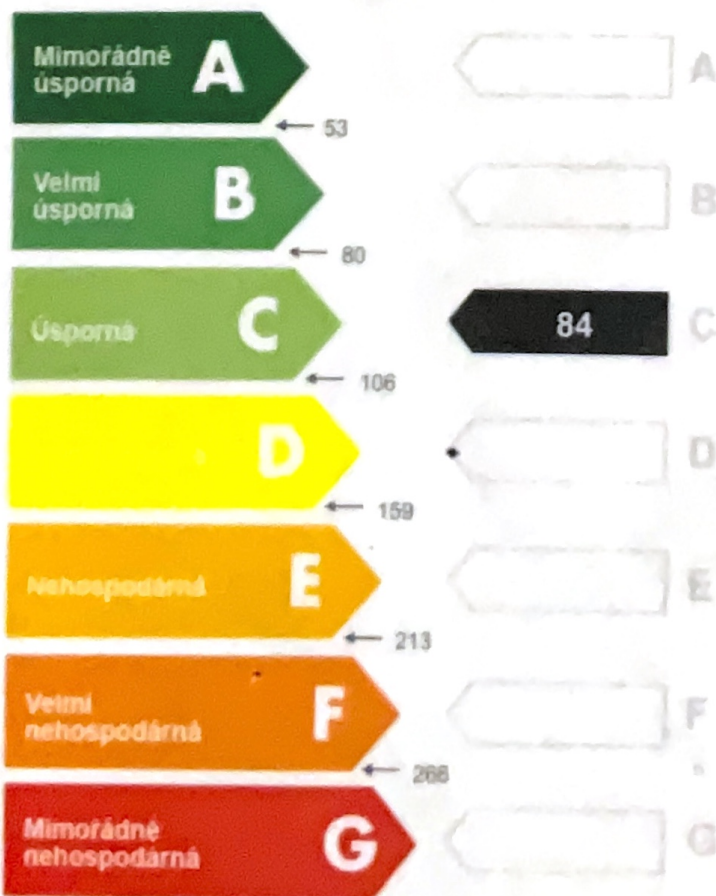 Mimořádně
úsporná
A
A
53
Velmi
úsporná
B
B
80
Úsporná
C
84
C
106
D
D
159
Nehospodárná
E
E
213
Velmi
nehospodárná
F
F
266
Mimořádně
nehospodárná
G
G